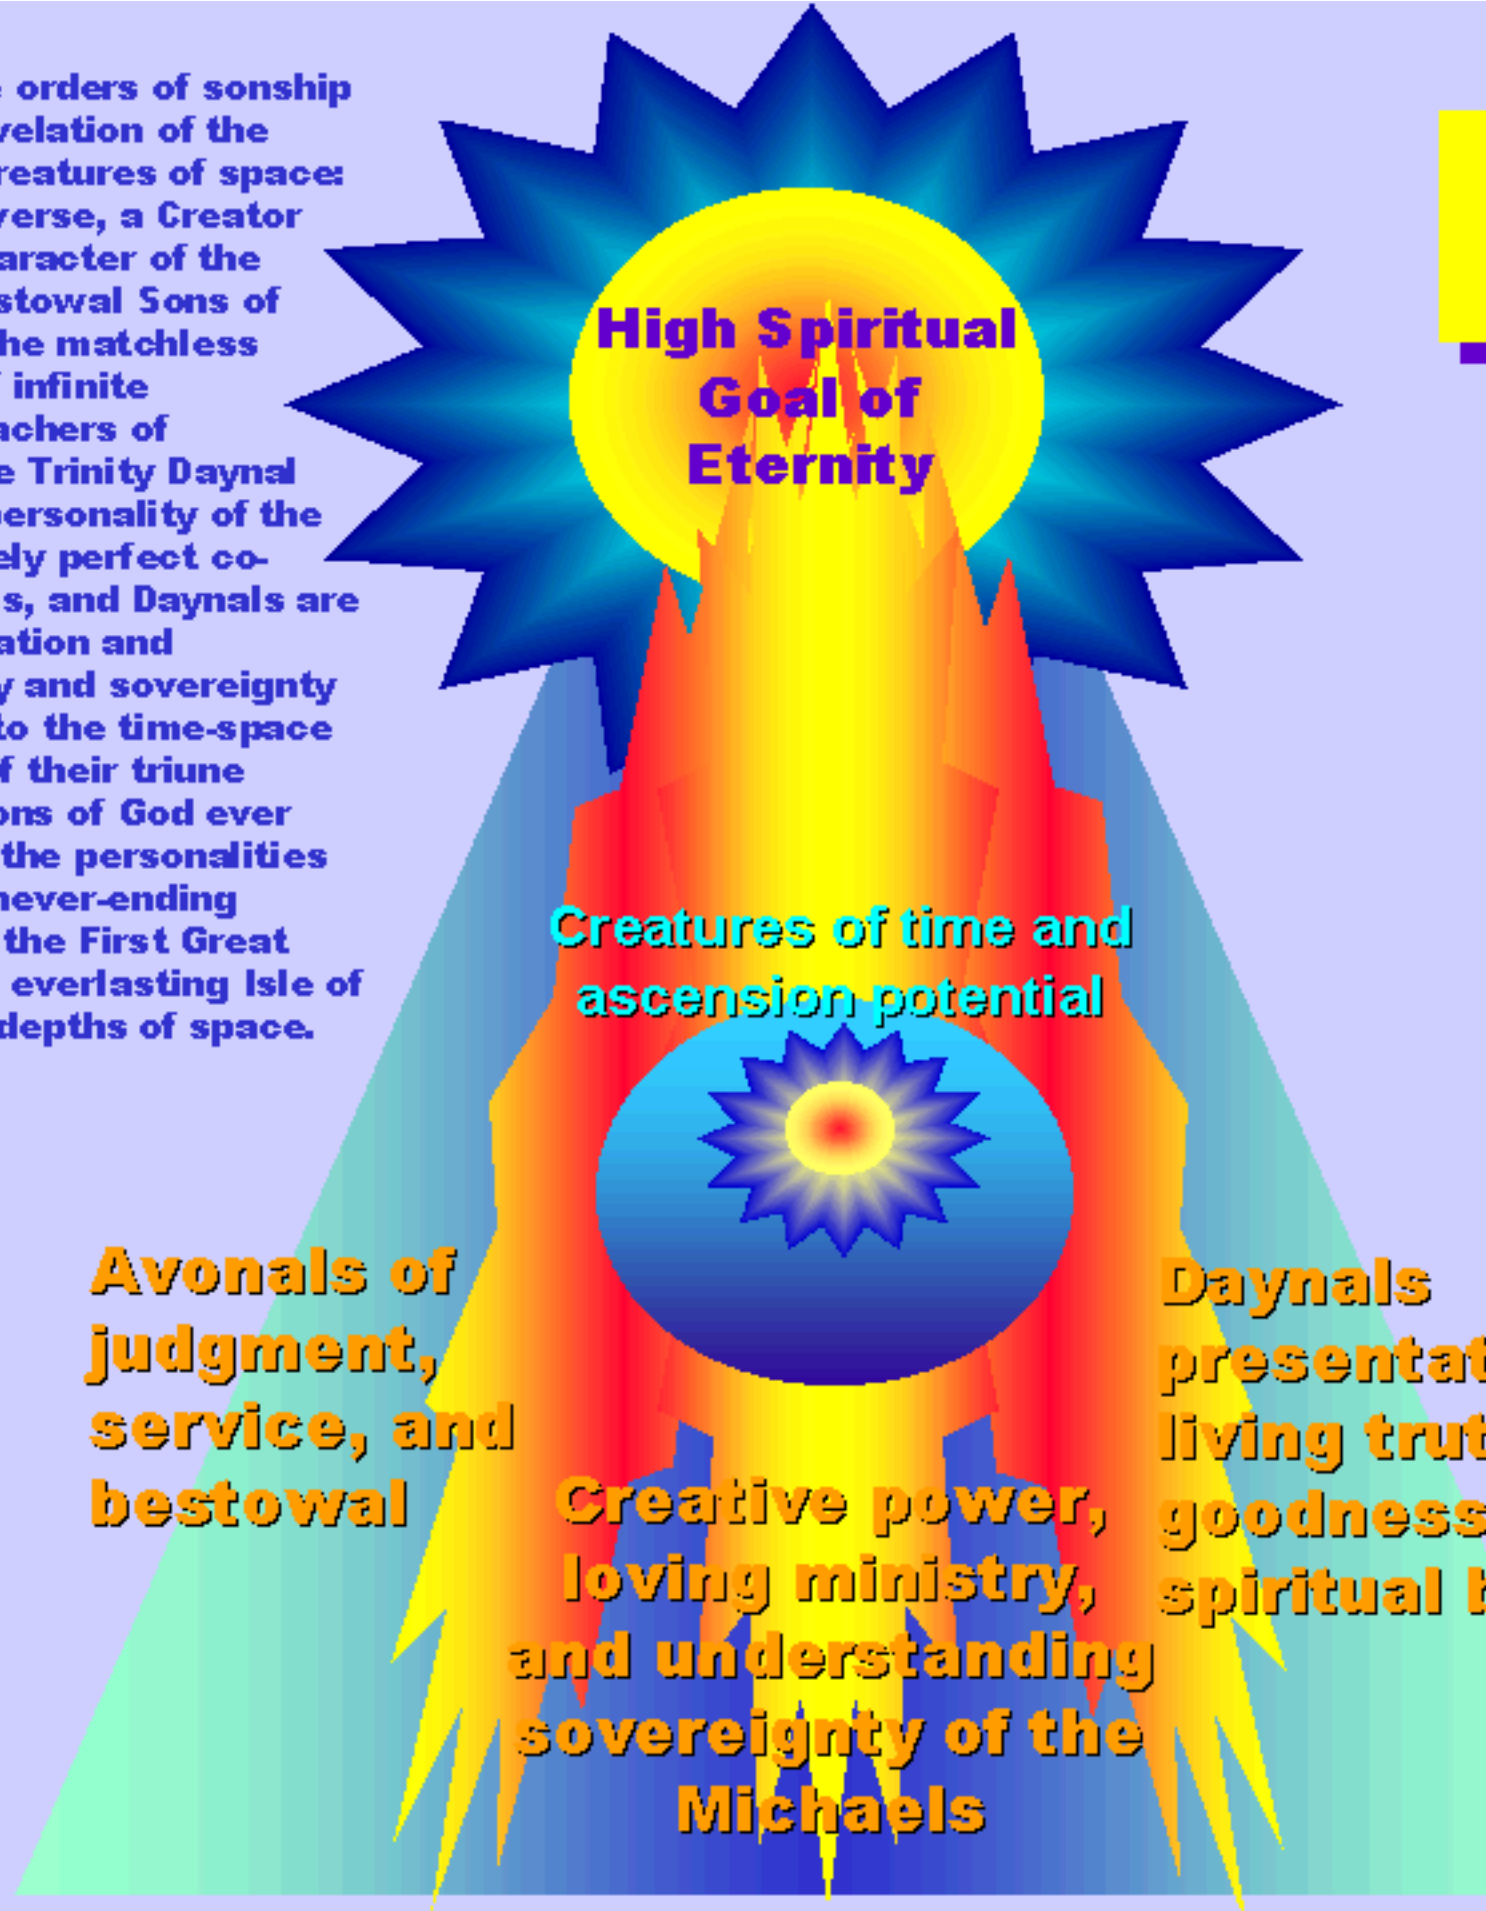 orders of sonship
velation of the
reatures of space:
verse, a Creator
aracter of the
stowal Sons of
he matchless
infinite
achers of
e Trinity Daynal
personality of the
ely perfect co-
s, and Daynals are
ation and
y and sovereignty
to the time-space
f their triune
ons of God ever
the personalities
never-ending
the First Great
everlasting Isle of
depths of space.
High Spiritual
Goal of
Eternity
Creatures of time and
ascension potential
Avonals of
judgment,
service, and
bestowal
Creative power,
loving ministry,
and understanding
sovereignty of the
Michaels
Daynals
presentat
living trut
goodness
spiritual